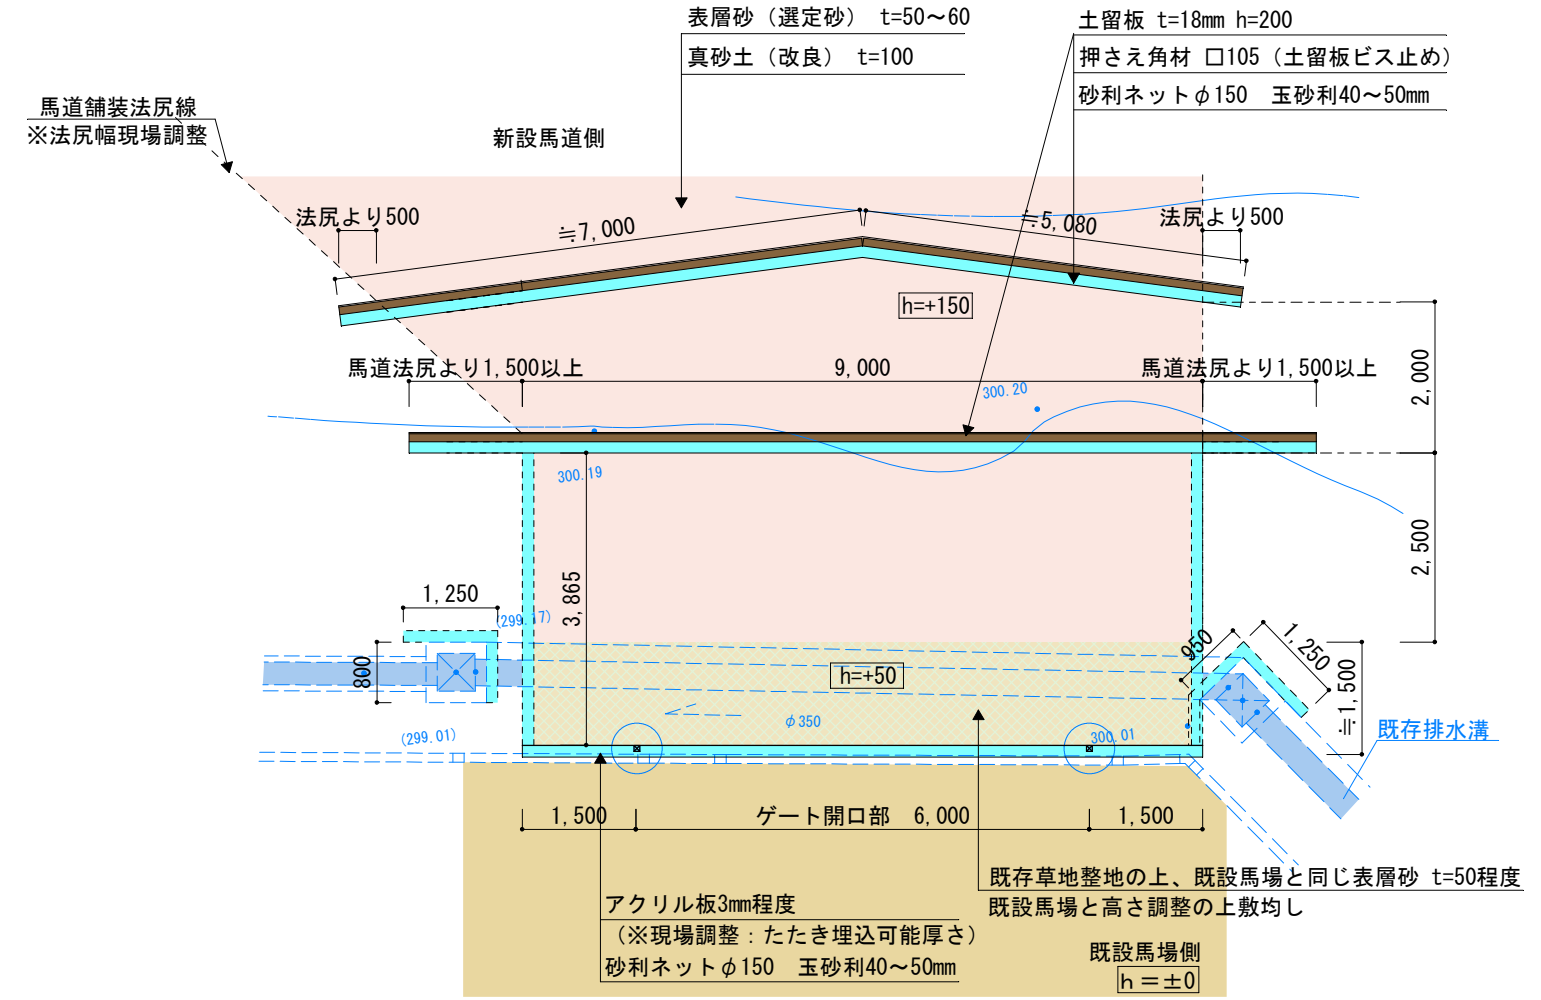 表層砂（選定砂） t=50～60
真砂土（改良） t=100
土留板 t=18mm h=200
押さえ角材 口105（土留板ビス止め）
砂利ネットφ150　玉砂利40～50mm
馬道舗装法尻線
※法尻幅現場調整
新設馬道側
法尻より500
≒7,000
≒5,080
法尻より500
h=+150
馬道法尻より1,500以上
9,000
馬道法尻より1,500以上
2,000
300.20
300.19
2,500
3,865
1,250
(299.17)
800
h=+50
950
1,250
≒1,500
φ350
(299.01)
300.01
既存排水溝
1,500
ゲート開口部　6,000
1,500
既存草地整地の上、既設馬場と同じ表層砂 t=50程度
既設馬場と高さ調整の上敷均し
アクリル板3mm程度
（※現場調整：たたき埋込可能厚さ）
砂利ネットφ150　玉砂利40～50mm
既設馬場側
h＝±0